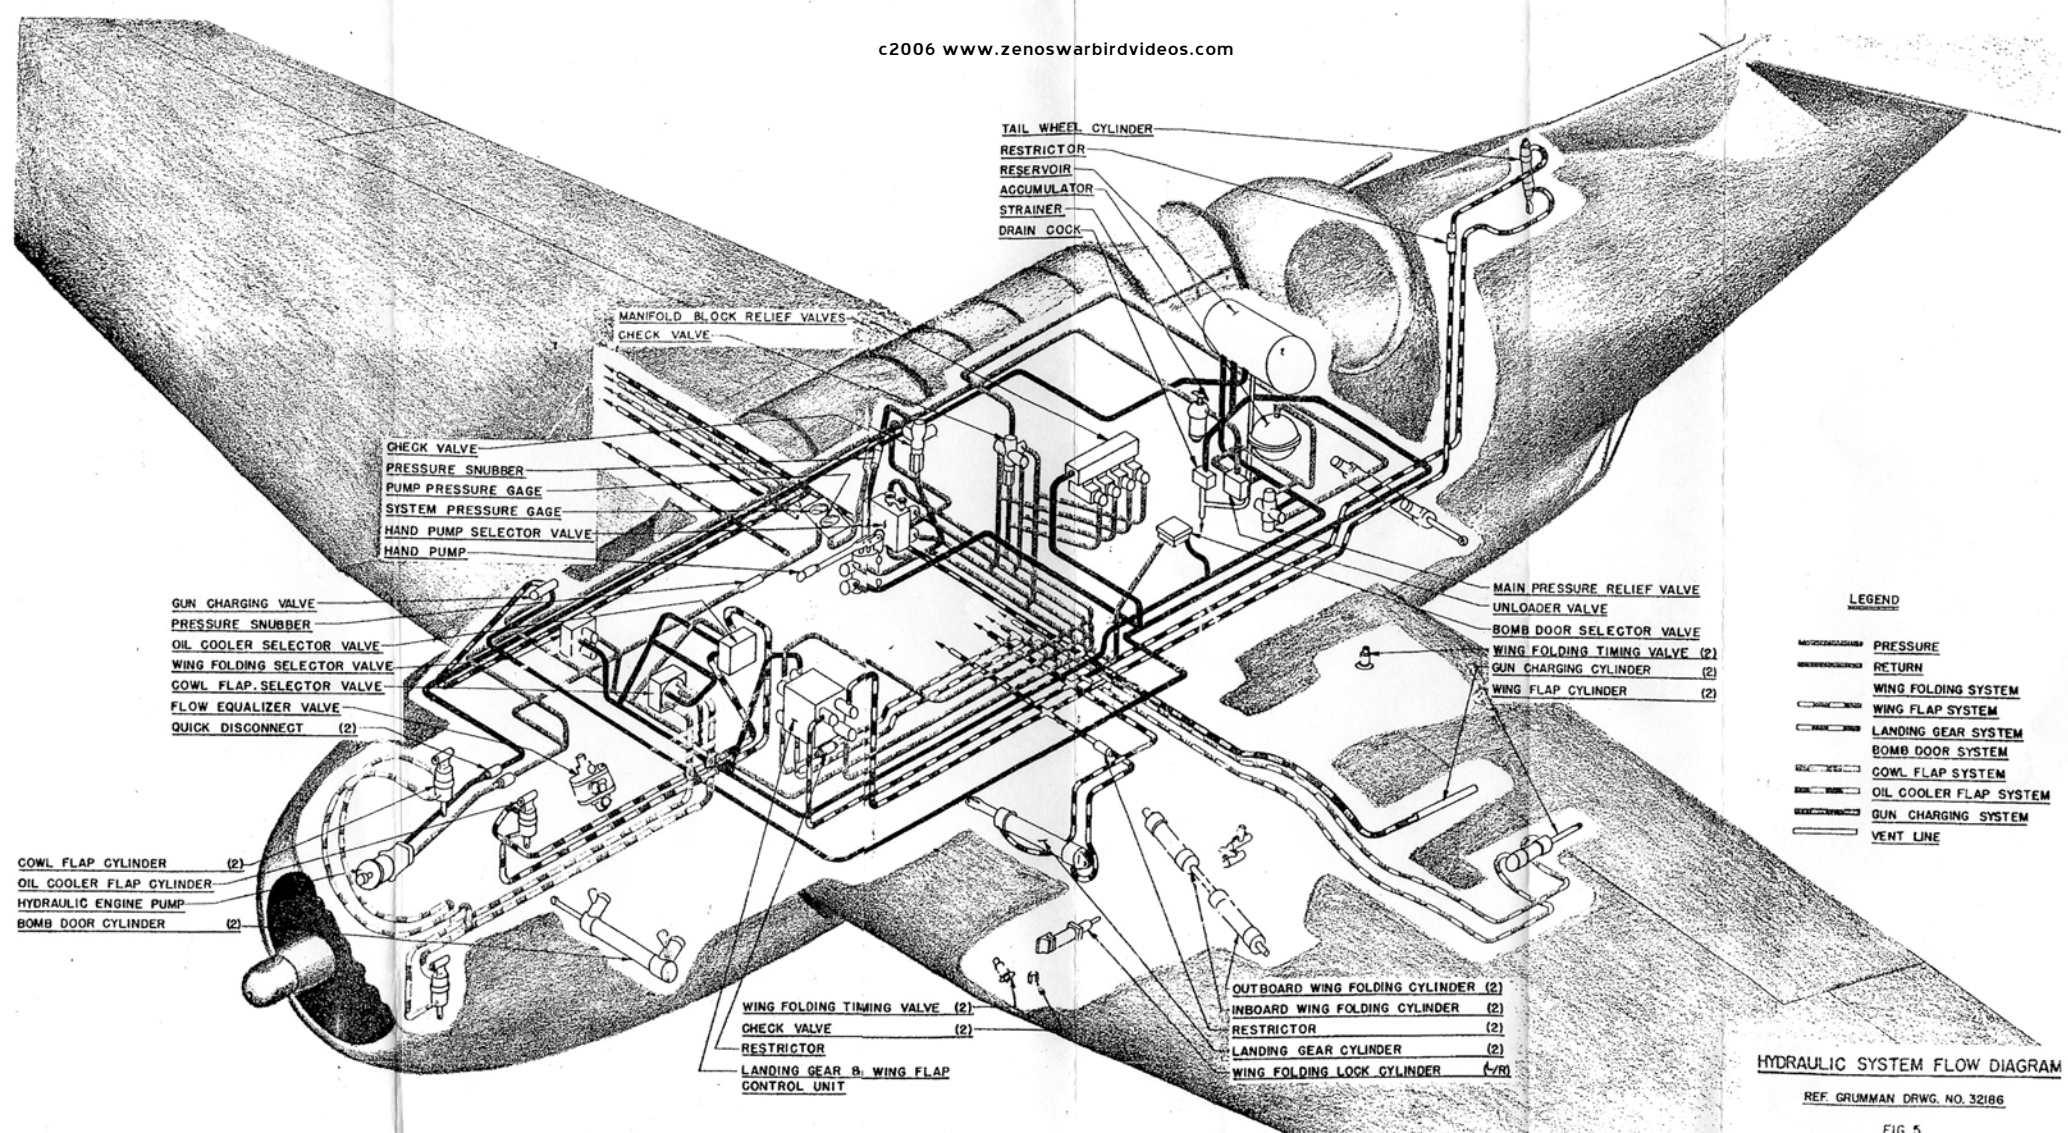 c2006 www.zenoswarbirdvideos.com
TAIL WHEEL CYLINDER
RESTRICTOR
RESERVOIR
ACCUMULATOR
STRAINER
DRAIN COCK
MANIFOLD BLOCK RELIEF VALVES
CHECK VALVE
CHECK VALVE
PRESSURE SNUBBER
PUMP PRESSURE GAGE
SYSTEM PRESSURE GAGE
HAND PUMP SELECTOR VALVE
HAND PUMP
GUN CHARGING VALVE
PRESSURE SNUBBER
OIL COOLER SELECTOR VALVE
WING FOLDING SELECTOR VALVE
COWL FLAP SELECTOR VALVE
FLOW EQUALIZER VALVE
QUICK DISCONNECT (2)
COWL FLAP CYLINDER (2)
OIL COOLER FLAP CYLINDER
HYDRAULIC ENGINE PUMP
BOMB DOOR CYLINDER (2)
WING FOLDING TIMING VALVE (2)
CHECK VALVE (2)
RESTRICTOR
LANDING GEAR & WING FLAP
CONTROL UNIT
OUTBOARD WING FOLDING CYLINDER (2)
INBOARD WING FOLDING CYLINDER (2)
RESTRICTOR (2)
LANDING GEAR CYLINDER (2)
WING FOLDING LOCK CYLINDER (L/R)
MAIN PRESSURE RELIEF VALVE
UNLOADER VALVE
BOMB DOOR SELECTOR VALVE
WING FOLDING TIMING VALVE (2)
GUN CHARGING CYLINDER (2)
WING FLAP CYLINDER (2)
LEGEND
PRESSURE
RETURN
WING FOLDING SYSTEM
WING FLAP SYSTEM
LANDING GEAR SYSTEM
BOMB DOOR SYSTEM
COWL FLAP SYSTEM
OIL COOLER FLAP SYSTEM
GUN CHARGING SYSTEM
VENT LINE
HYDRAULIC SYSTEM FLOW DIAGRAM
REF. GRUMMAN DRWG. NO. 32186
FIG. 5